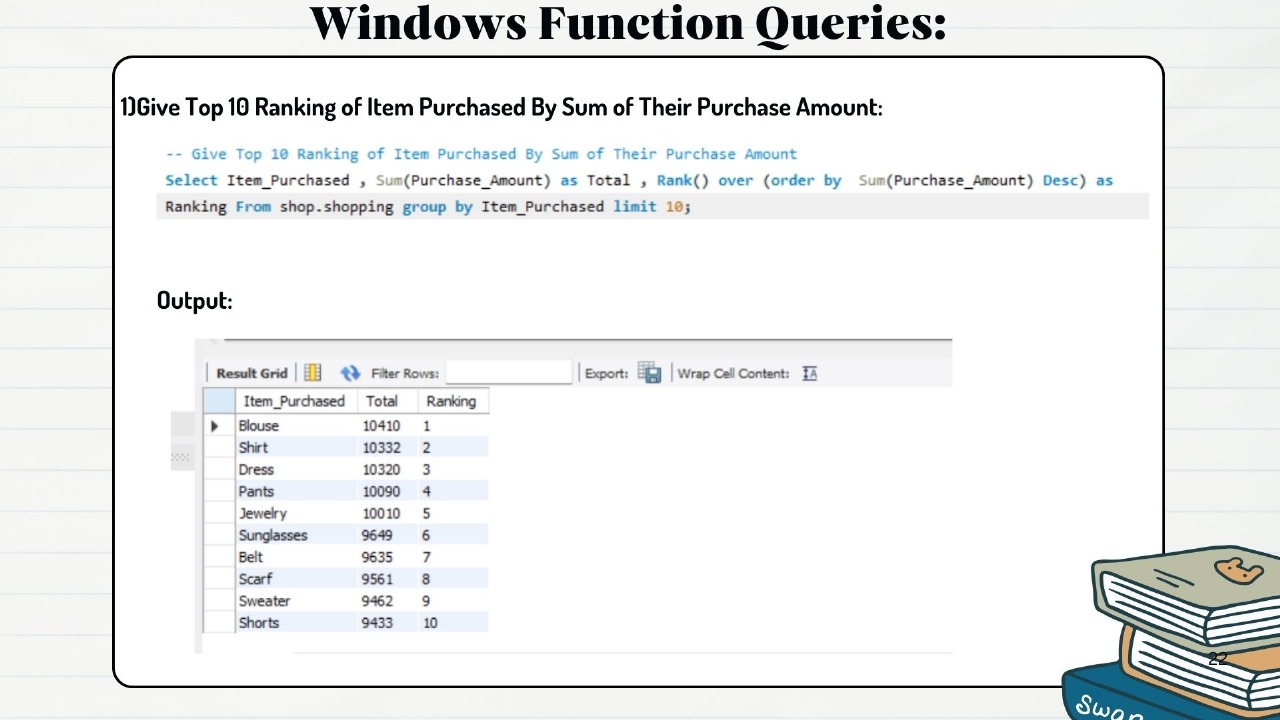 Windows Function Queries:
1)Give Top 10 Ranking of Item Purchased By Sum of Their Purchase Amount:
-- Give Top 10 Ranking of Item Purchased By Sum of Their Purchase Amount
Select Item_Purchased , Sum(Purchase_Amount) as Total , Rank() over (order by Sum(Purchase_Amount) Desc) as
Ranking From shop.shopping group by Item_Purchased limit 10;
Output:
Result Grid Filter Rows: Export: Wrap Cell Content:
Item_Purchased Total Ranking
Blouse 10410 1
Shirt 10332 2
Dress 10320 3
Pants 10090 4
Jewelry 10010 5
Sunglasses 9649 6
Belt 9635 7
Scarf 9561 8
Sweater 9462 9
Shorts 9433 10
22